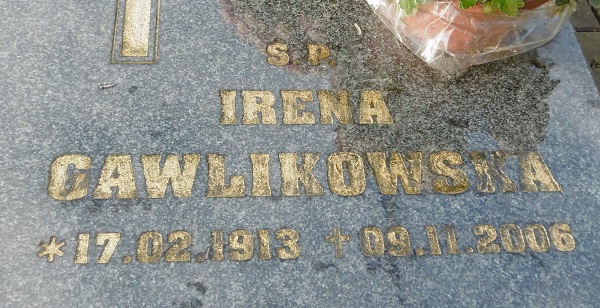 Ś. P.
IRENA
GAWLIKOWSKA
*17.02.1913 †09.11.2006